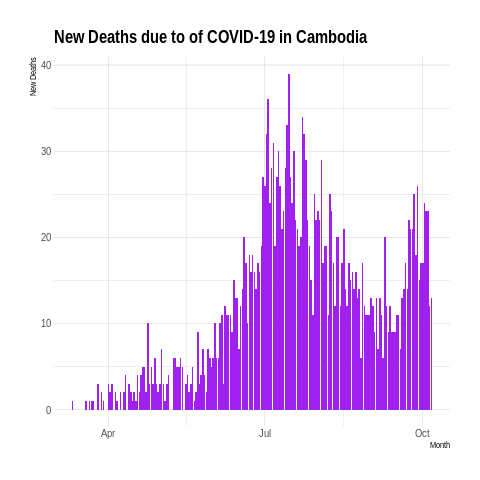 New Deaths due to of COVID-19 in Cambodia
New Deaths
40
30
20
10
0
Apr
Jul
Oct
Month